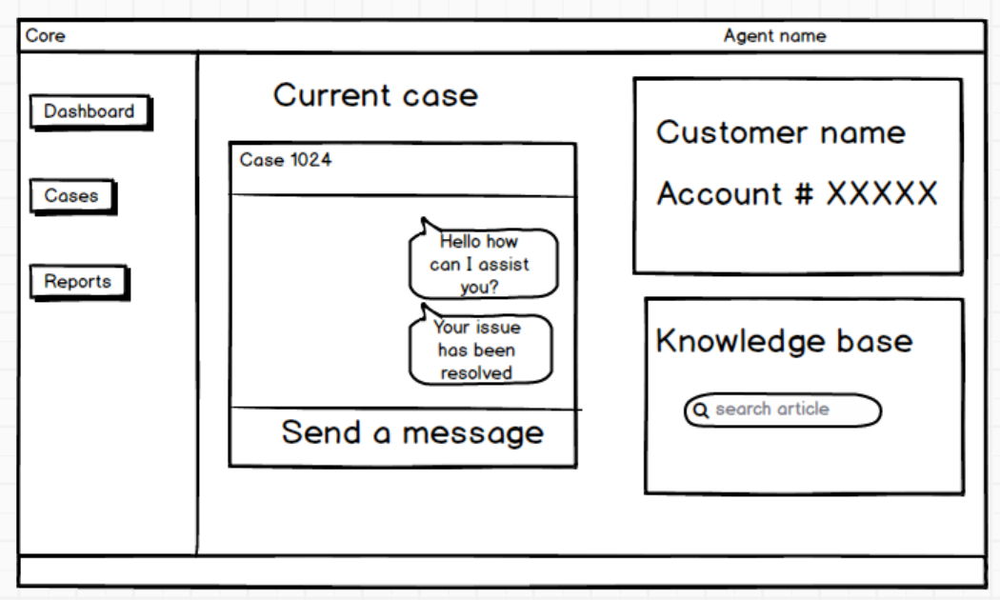 Core
Agent name
Dashboard
Cases
Reports
Current case
Case 1024
Hello how
can I assist
you?
Your issue
has been
resolved
Send a message
Customer name
Account # XXXXX
Knowledge base
search article